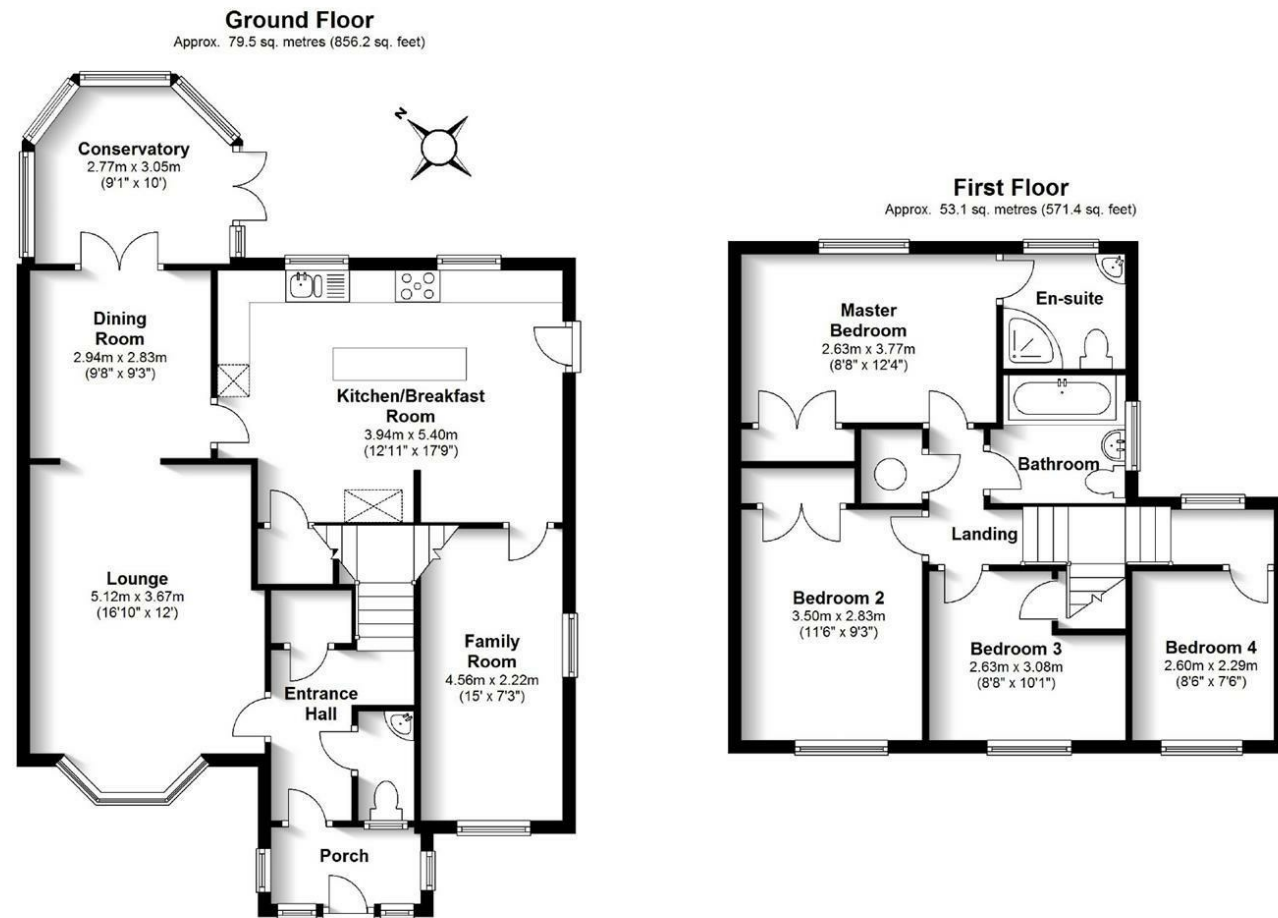 Ground Floor
Approx. 79.5 sq. metres (856.2 sq. feet)
Conservatory
2.77m x 3.05m
(9'1" x 10')
N
Dining
Room
2.94m x 2.83m
(9'8" x 9'3")
Kitchen/Breakfast
Room
3.94m x 5.40m
(12'11" x 17'9")
Lounge
5.12m x 3.67m
(16'10" x 12')
Family
Room
4.56m x 2.22m
(15' x 7'3")
Entrance
Hall
Porch
First Floor
Approx. 53.1 sq. metres (571.4 sq. feet)
Master
Bedroom
2.63m x 3.77m
(8'8" x 12'4")
En-suite
Bathroom
Landing
Bedroom 2
3.50m x 2.83m
(11'6" x 9'3")
Bedroom 3
2.63m x 3.08m
(8'8" x 10'1")
Bedroom 4
2.60m x 2.29m
(8'6" x 7'6")